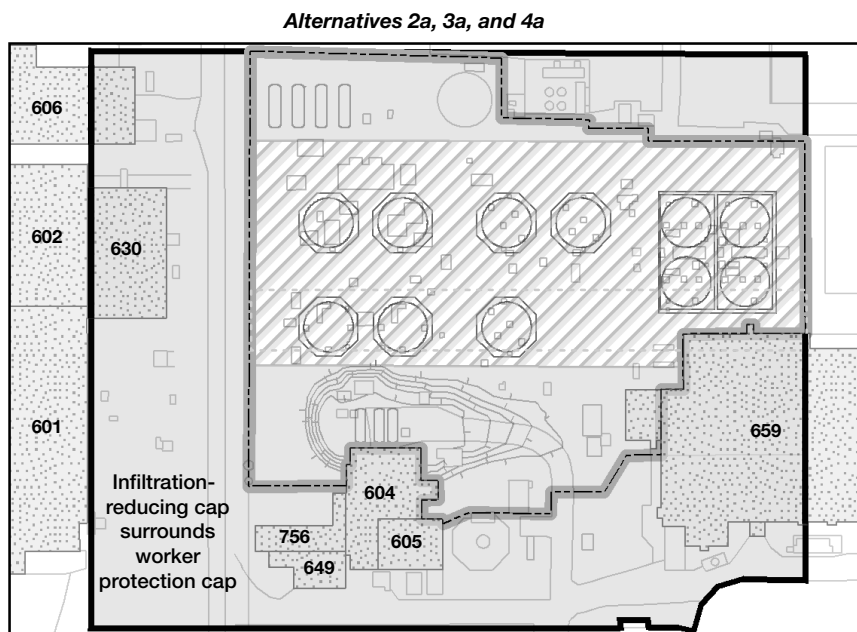 Alternatives 2a, 3a, and 4a
606
602
630
601
659
Infiltration-
reducing cap
surrounds
worker
protection cap
604
756
605
649